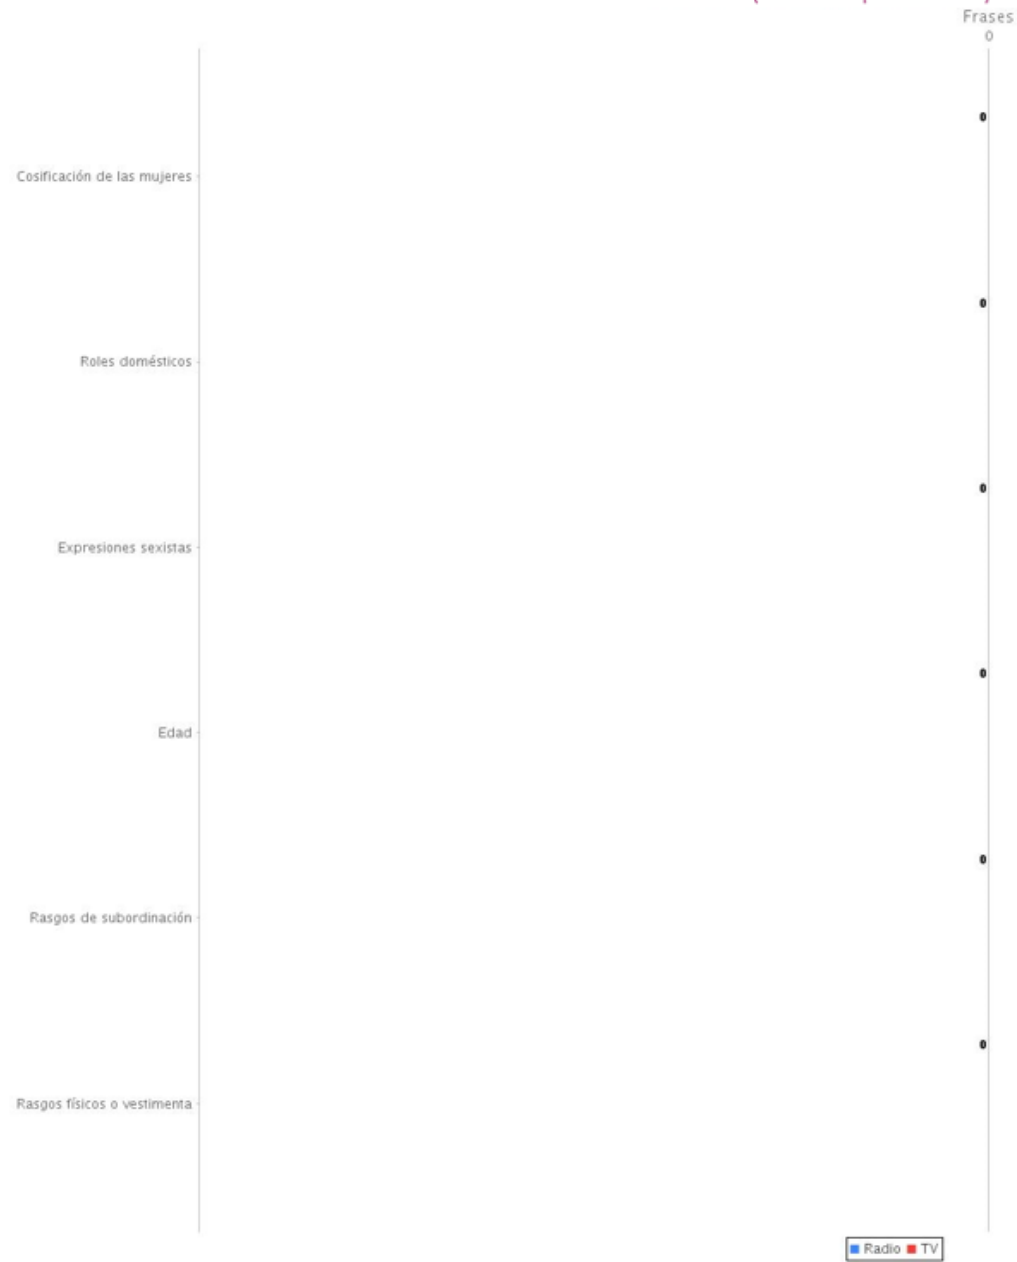 Frases
0
0
Cosificación de las mujeres
0
Roles domésticos
0
Expresiones sexistas
0
Edad
0
Rasgos de subordinación
0
Rasgos físicos o vestimenta
Radio TV